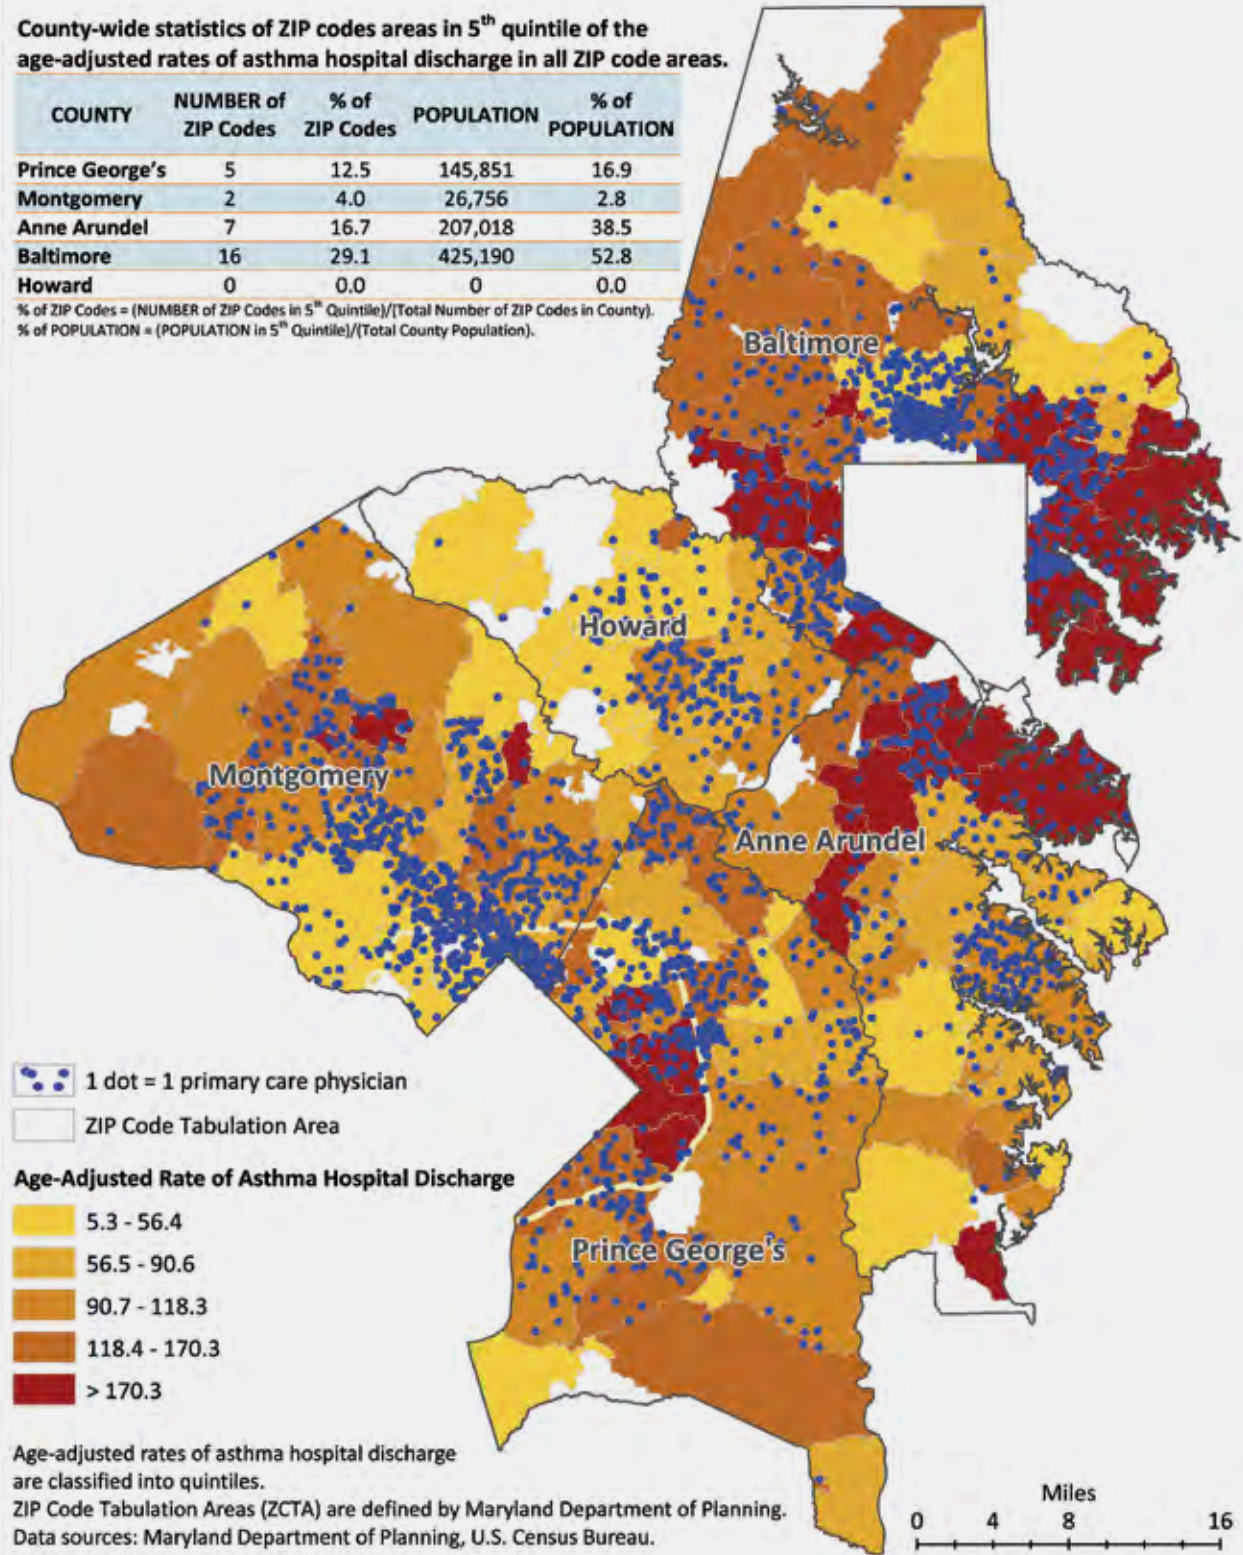 County-wide statistics of ZIP codes areas in 5th quintile of the
age-adjusted rates of asthma hospital discharge in all ZIP code areas.
COUNTY NUMBER of ZIP Codes % of ZIP Codes POPULATION % of POPULATION
Prince George's 5 12.5 145,851 16.9
Montgomery 2 4.0 26,756 2.8
Anne Arundel 7 16.7 207,018 38.5
Baltimore 16 29.1 425,190 52.8
Howard 0 0.0 0 0.0
% of ZIP Codes = (NUMBER of ZIP Codes in 5th Quintile)/(Total Number of ZIP Codes in County).
% of POPULATION = (POPULATION in 5th Quintile)/(Total County Population).
Baltimore
Howard
Montgomery
Anne Arundel
Prince George's
1 dot = 1 primary care physician
ZIP Code Tabulation Area
Age-Adjusted Rate of Asthma Hospital Discharge
5.3 - 56.4
56.5 - 90.6
90.7 - 118.3
118.4 - 170.3
> 170.3
Age-adjusted rates of asthma hospital discharge
are classified into quintiles.
ZIP Code Tabulation Areas (ZCTA) are defined by Maryland Department of Planning.
Data sources: Maryland Department of Planning, U.S. Census Bureau.
Miles
0 4 8 16